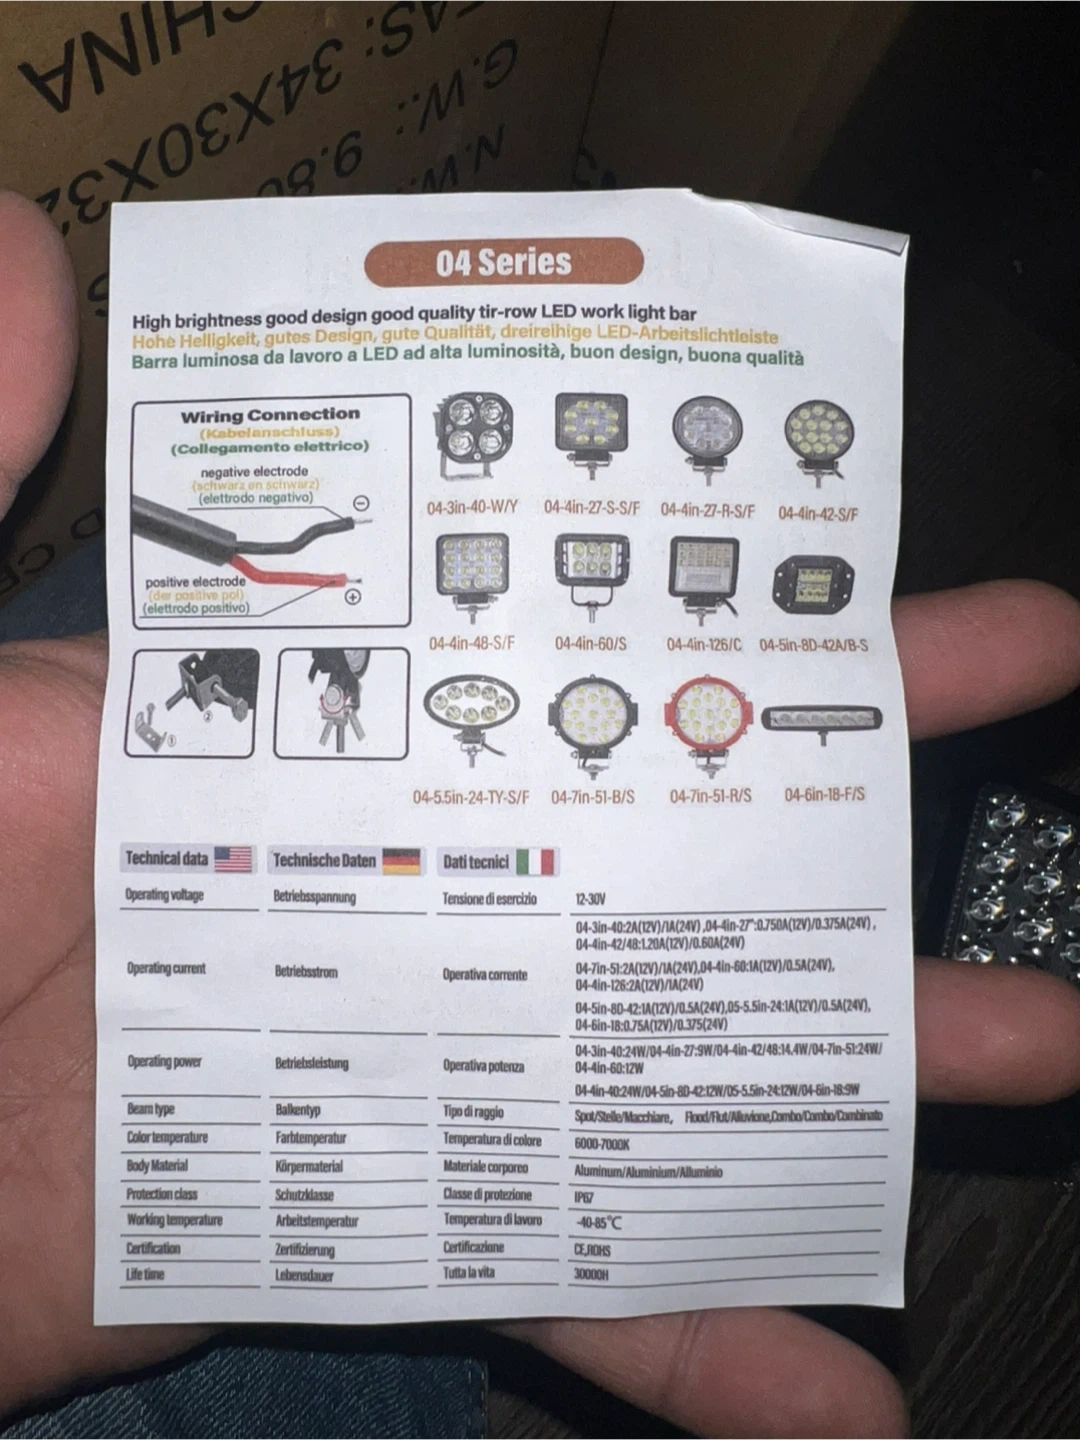 CHINA
AS: 34X30X32
G.W.:
N.W.: 9.80
04 Series
High brightness good design good quality tir-row LED work light bar
Hohe Helligkeit, gutes Design, gute Qualität, dreireihige LED-Arbeitslichtleiste
Barra luminosa da lavoro a LED ad alta luminosità, buon design, buona qualità
Wiring Connection
(Kabelanschluss)
(Collegamento elettrico)
negative electrode
(schwarz an schwarz)
(elettrodo negativo)
positive electrode
(der positive pol)
(elettrodo positivo)
① ②
04-3in-40-W/Y 04-4in-27-S-S/F 04-4in-27-R-S/F 04-4in-42-S/F
04-4in-48-S/F 04-4in-60/S 04-4in-126/C 04-5in-8D-42A/B-S
04-5.5in-24-TY-S/F 04-7in-51-B/S 04-7in-51-R/S 04-6in-18-F/S
Technical data Technische Daten Dati tecnici
Operating voltage Betriebsspannung Tensione di esercizio 12-30V
04-3in-40:2A(12V)/1A(24V) ,04-4in-27":0.750A(12V)/0.375A(24V) ,
04-4in-42/48:1.20A(12V)/0.60A(24V)
Operating current Betriebsstrom Operativa corrente 04-7in-51:2A(12V)/1A(24V),04-4in-60:1A(12V)/0.5A(24V),
04-4in-126:2A(12V)/1A(24V)
04-5in-8D-42:1A(12V)/0.5A(24V),05-5.5in-24:1A(12V)/0.5A(24V),
04-6in-18:0.75A(12V)/0.375(24V)
04-3in-40:24W/04-4in-27:9W/04-4in-42/48:14.4W/04-7in-51:24W/
Operating power Betriebsleistung Operativa potenza 04-4in-60:12W
04-4in-40:24W/04-5in-8D-42:12W/05-5.5in-24:12W/04-6in-18:9W
Beam type Balkentyp Tipo di raggio Spot/Stelle/Macchiare, Flood/Flut/Alluvione,Combo/Combo/Combinato
Color temperature Farbtemperatur Temperatura di colore 6000-7000K
Body Material Körpermaterial Materiale corporeo Aluminum/Aluminium/Alluminio
Protection class Schutzklasse Classe di protezione IP67
Working temperature Arbeitstemperatur Temperatura di lavoro -40-85℃
Certification Zertifizierung Certificazione CE,ROHS
Life time Lebensdauer Tutta la vita 30000H